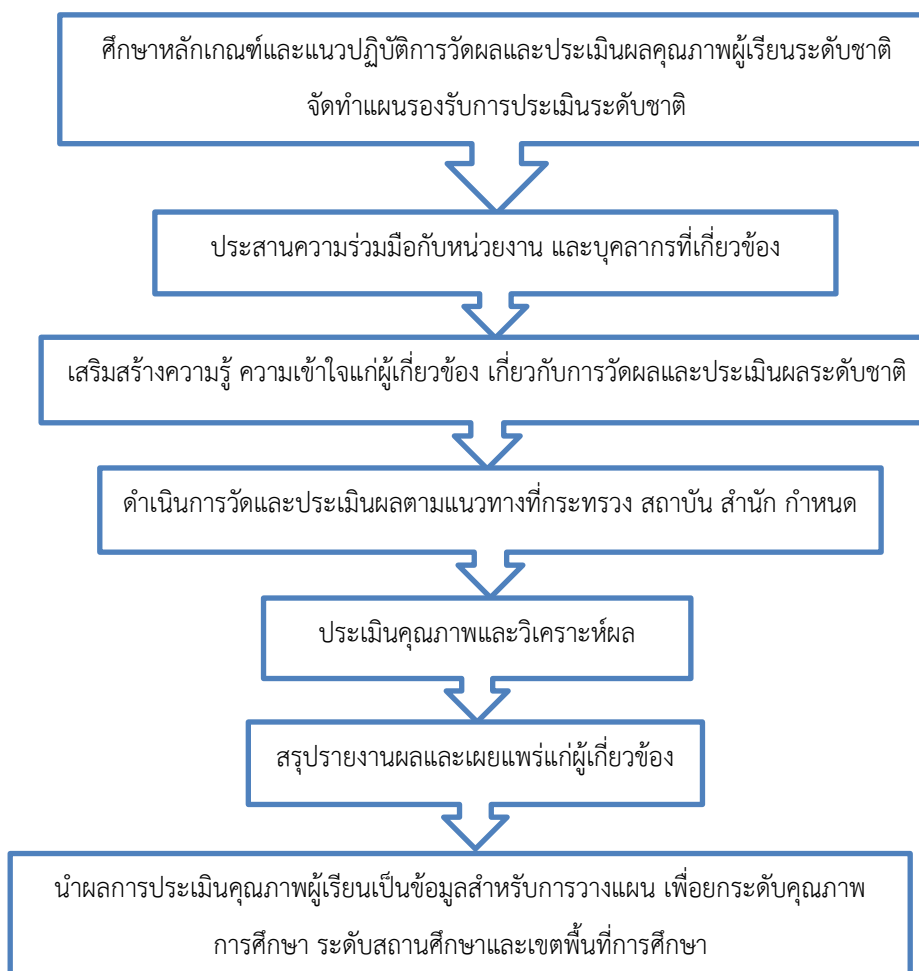 ศึกษาหลักเกณฑ์และแนวปฏิบัติการวัดผลและประเมินผลคุณภาพผู้เรียนระดับชาติ
จัดทำแผนรองรับการประเมินระดับชาติ
ประสานความร่วมมือกับหน่วยงาน และบุคลากรที่เกี่ยวข้อง
เสริมสร้างความรู้ ความเข้าใจแก่ผู้เกี่ยวข้อง เกี่ยวกับการวัดผลและประเมินผลระดับชาติ
ดำเนินการวัดและประเมินผลตามแนวทางที่กระทรวง สถาบัน สำนัก กำหนด
ประเมินคุณภาพและวิเคราะห์ผล
สรุปรายงานผลและเผยแพร่แก่ผู้เกี่ยวข้อง
นำผลการประเมินคุณภาพผู้เรียนเป็นข้อมูลสำหรับการวางแผน เพื่อยกระดับคุณภาพ
การศึกษา ระดับสถานศึกษาและเขตพื้นที่การศึกษา